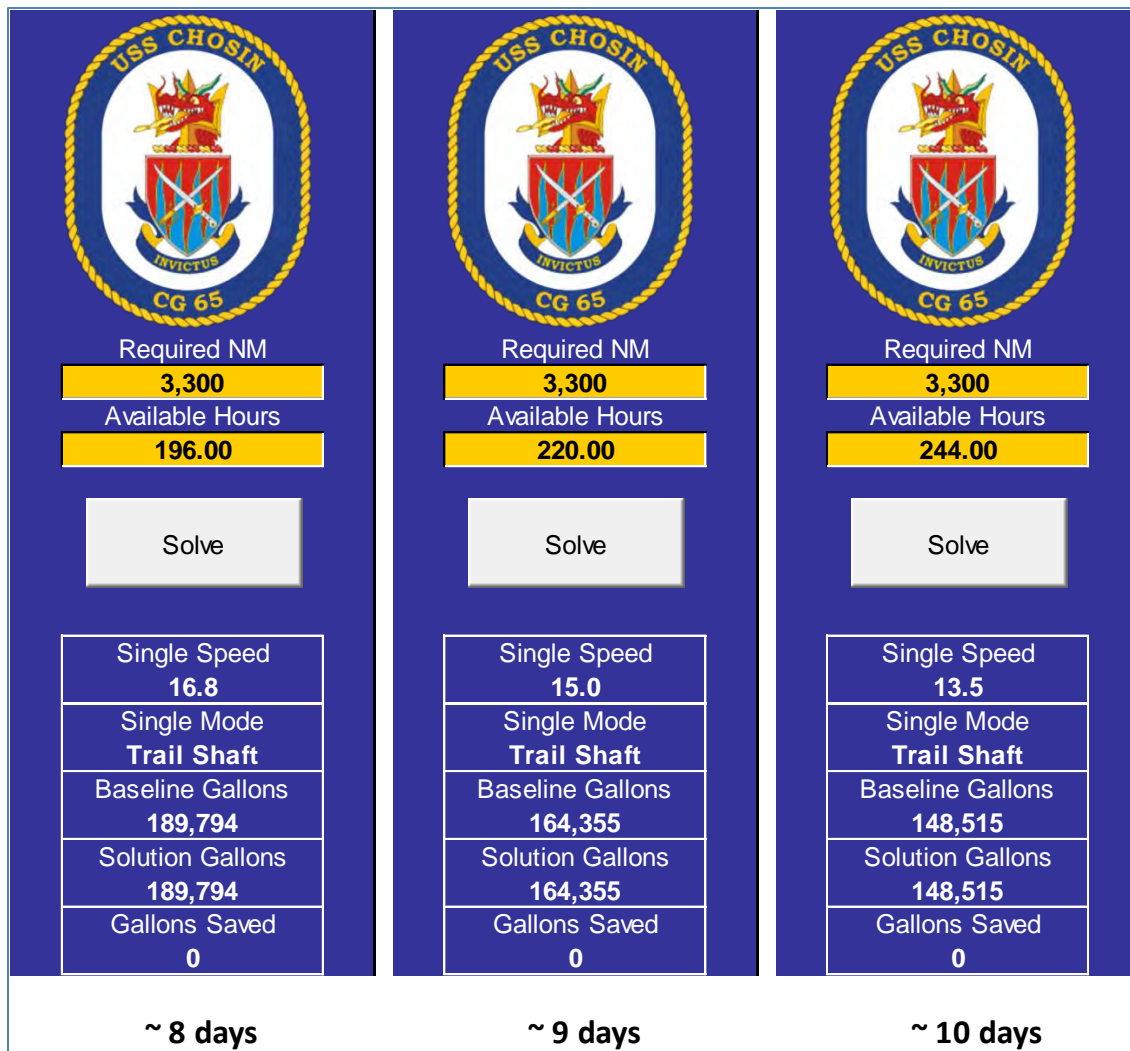 USS CHOSIN
INVICTUS
CG 65
Required NM
3,300
Available Hours
196.00
Solve
Single Speed
16.8
Single Mode
Trail Shaft
Baseline Gallons
189,794
Solution Gallons
189,794
Gallons Saved
0
~ 8 days
USS CHOSIN
INVICTUS
CG 65
Required NM
3,300
Available Hours
220.00
Solve
Single Speed
15.0
Single Mode
Trail Shaft
Baseline Gallons
164,355
Solution Gallons
164,355
Gallons Saved
0
~ 9 days
USS CHOSIN
INVICTUS
CG 65
Required NM
3,300
Available Hours
244.00
Solve
Single Speed
13.5
Single Mode
Trail Shaft
Baseline Gallons
148,515
Solution Gallons
148,515
Gallons Saved
0
~ 10 days